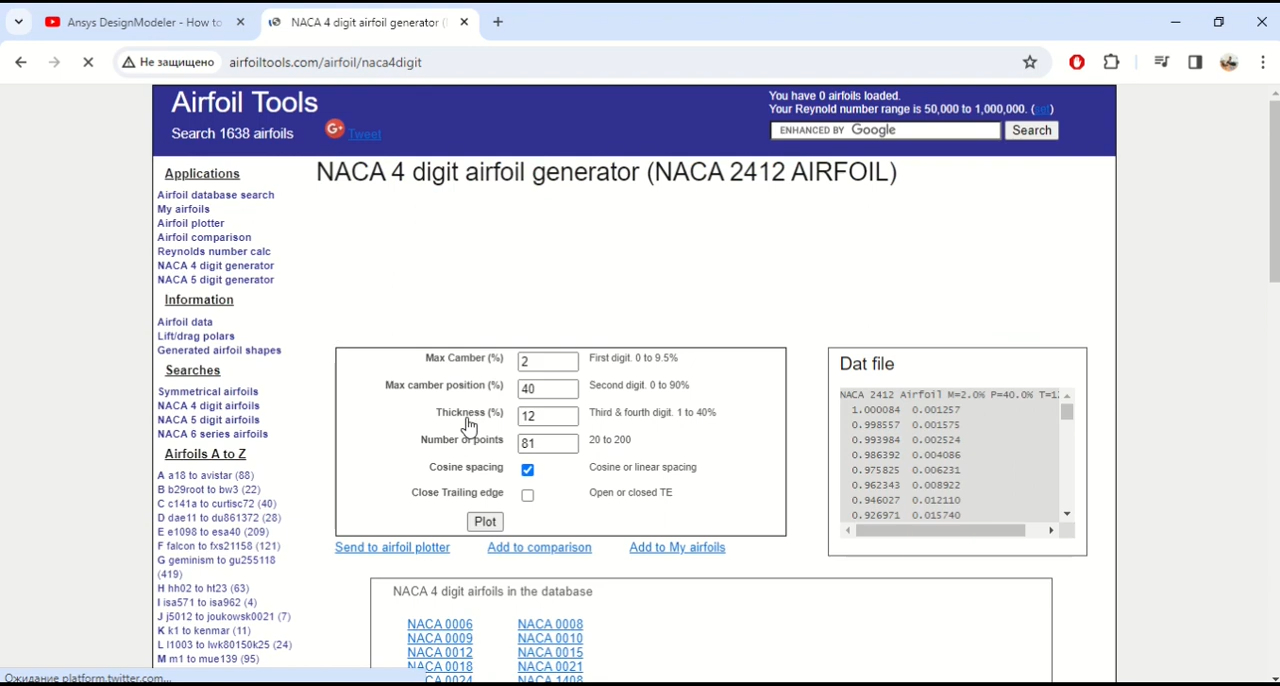 Ansys DesignModeler - How to
NACA 4 digit airfoil generator (
Не защищено
airfoiltools.com/airfoil/naca4digit
Airfoil Tools
Search 1638 airfoils
G+
Tweet
You have 0 airfoils loaded.
Your Reynold number range is 50,000 to 1,000,000. (set)
ENHANCED BY Google
Search
NACA 4 digit airfoil generator (NACA 2412 AIRFOIL)
Applications
Airfoil database search
My airfoils
Airfoil plotter
Airfoil comparison
Reynolds number calc
NACA 4 digit generator
NACA 5 digit generator
Information
Airfoil data
Lift/drag polars
Generated airfoil shapes
Searches
Symmetrical airfoils
NACA 4 digit airfoils
NACA 5 digit airfoils
NACA 6 series airfoils
Airfoils A to Z
A a18 to avistar (88)
B b29root to bw3 (22)
C c141a to curtisc72 (40)
D dae11 to du861372 (28)
E e1098 to esa40 (209)
F falcon to fxs21158 (121)
G geminism to gu255118
(419)
H hh02 to ht23 (63)
I isa571 to isa962 (4)
J j5012 to joukowsk0021 (7)
K k1 to kenmar (11)
L l1003 to lwk80150k25 (24)
M m1 to mue139 (95)
Max Camber (%) 2 First digit. 0 to 9.5%
Max camber position (%) 40 Second digit. 0 to 90%
Thickness (%) 12 Third & fourth digit. 1 to 40%
Number of points 81 20 to 200
Cosine spacing Cosine or linear spacing
Close Trailing edge Open or closed TE
Plot
Send to airfoil plotter Add to comparison Add to My airfoils
Dat file
NACA 2412 Airfoil M=2.0% P=40.0% T=1
1.000084 0.001257
0.998557 0.001575
0.993984 0.002524
0.986392 0.004086
0.975825 0.006231
0.962343 0.008922
0.946027 0.012110
0.926971 0.015740
NACA 4 digit airfoils in the database
NACA 0006 NACA 0008
NACA 0009 NACA 0010
NACA 0012 NACA 0015
NACA 0018 NACA 0021
CA 0024 NACA 1408
Ожидание platform.twitter.com...